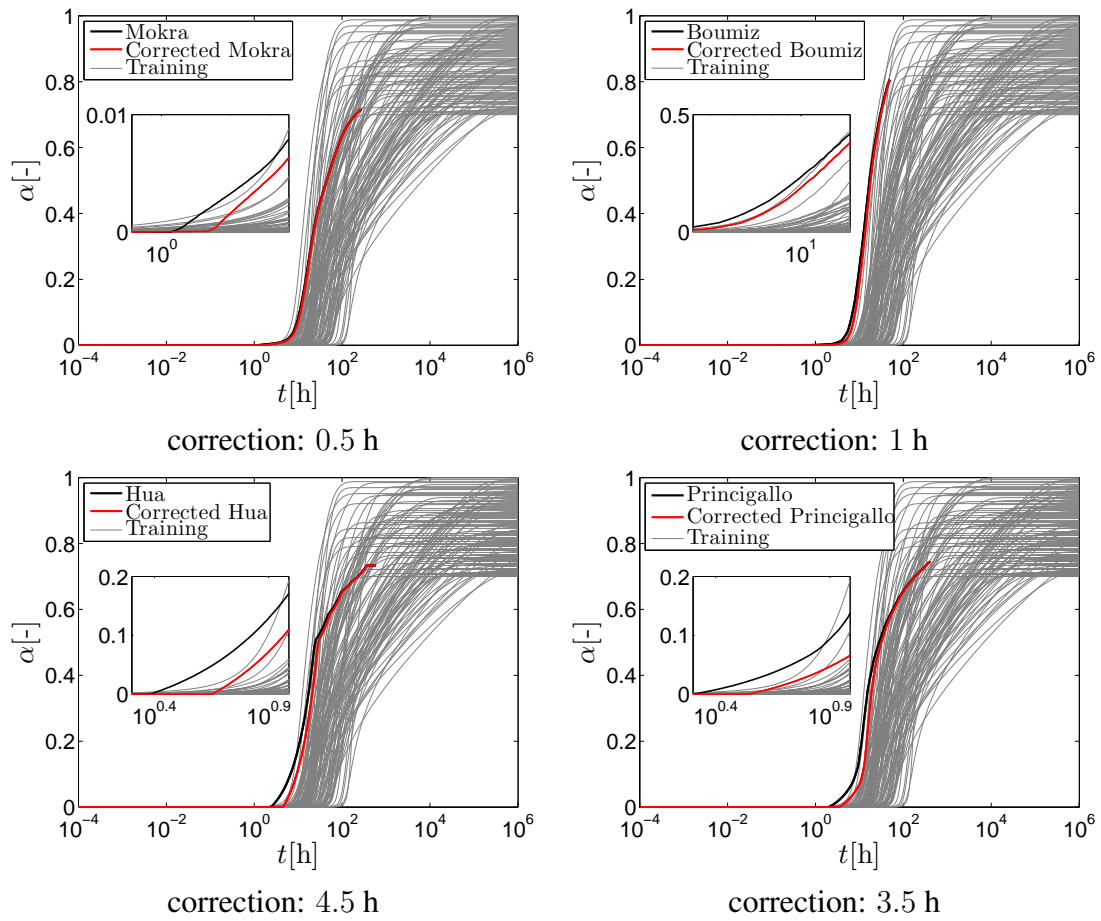 Mokra
Corrected Mokra
Training
0.01
0
10^0
1
0.8
0.6
0.4
0.2
0
α[-]
10^−4 10^−2 10^0 10^2 10^4 10^6
t[h]
correction: 0.5 h
Boumiz
Corrected Boumiz
Training
0.5
0
10^1
1
0.8
0.6
0.4
0.2
0
α[-]
10^−4 10^−2 10^0 10^2 10^4 10^6
t[h]
correction: 1 h
Hua
Corrected Hua
Training
0.2
0.1
0
10^0.4 10^0.9
1
0.8
0.6
0.4
0.2
0
α[-]
10^−4 10^−2 10^0 10^2 10^4 10^6
t[h]
correction: 4.5 h
Principallo
Corrected Principallo
Training
0.2
0.1
0
10^0.4 10^0.9
1
0.8
0.6
0.4
0.2
0
α[-]
10^−4 10^−2 10^0 10^2 10^4 10^6
t[h]
correction: 3.5 h